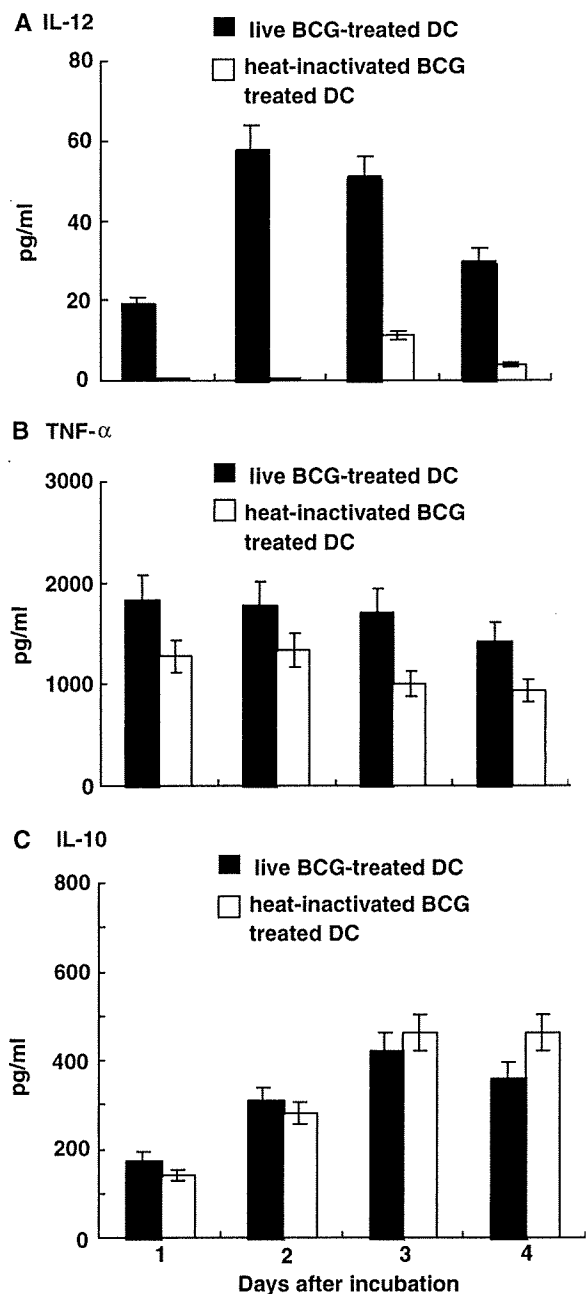 A IL-12
live BCG-treated DC
heat-inactivated BCG
treated DC
80
60
40
20
0
pg/ml
B TNF-α
live BCG-treated DC
heat-inactivated BCG
treated DC
3000
2000
1000
0
pg/ml
C IL-10
live BCG-treated DC
heat-inactivated BCG
treated DC
800
600
400
200
0
pg/ml
1 2 3 4
Days after incubation